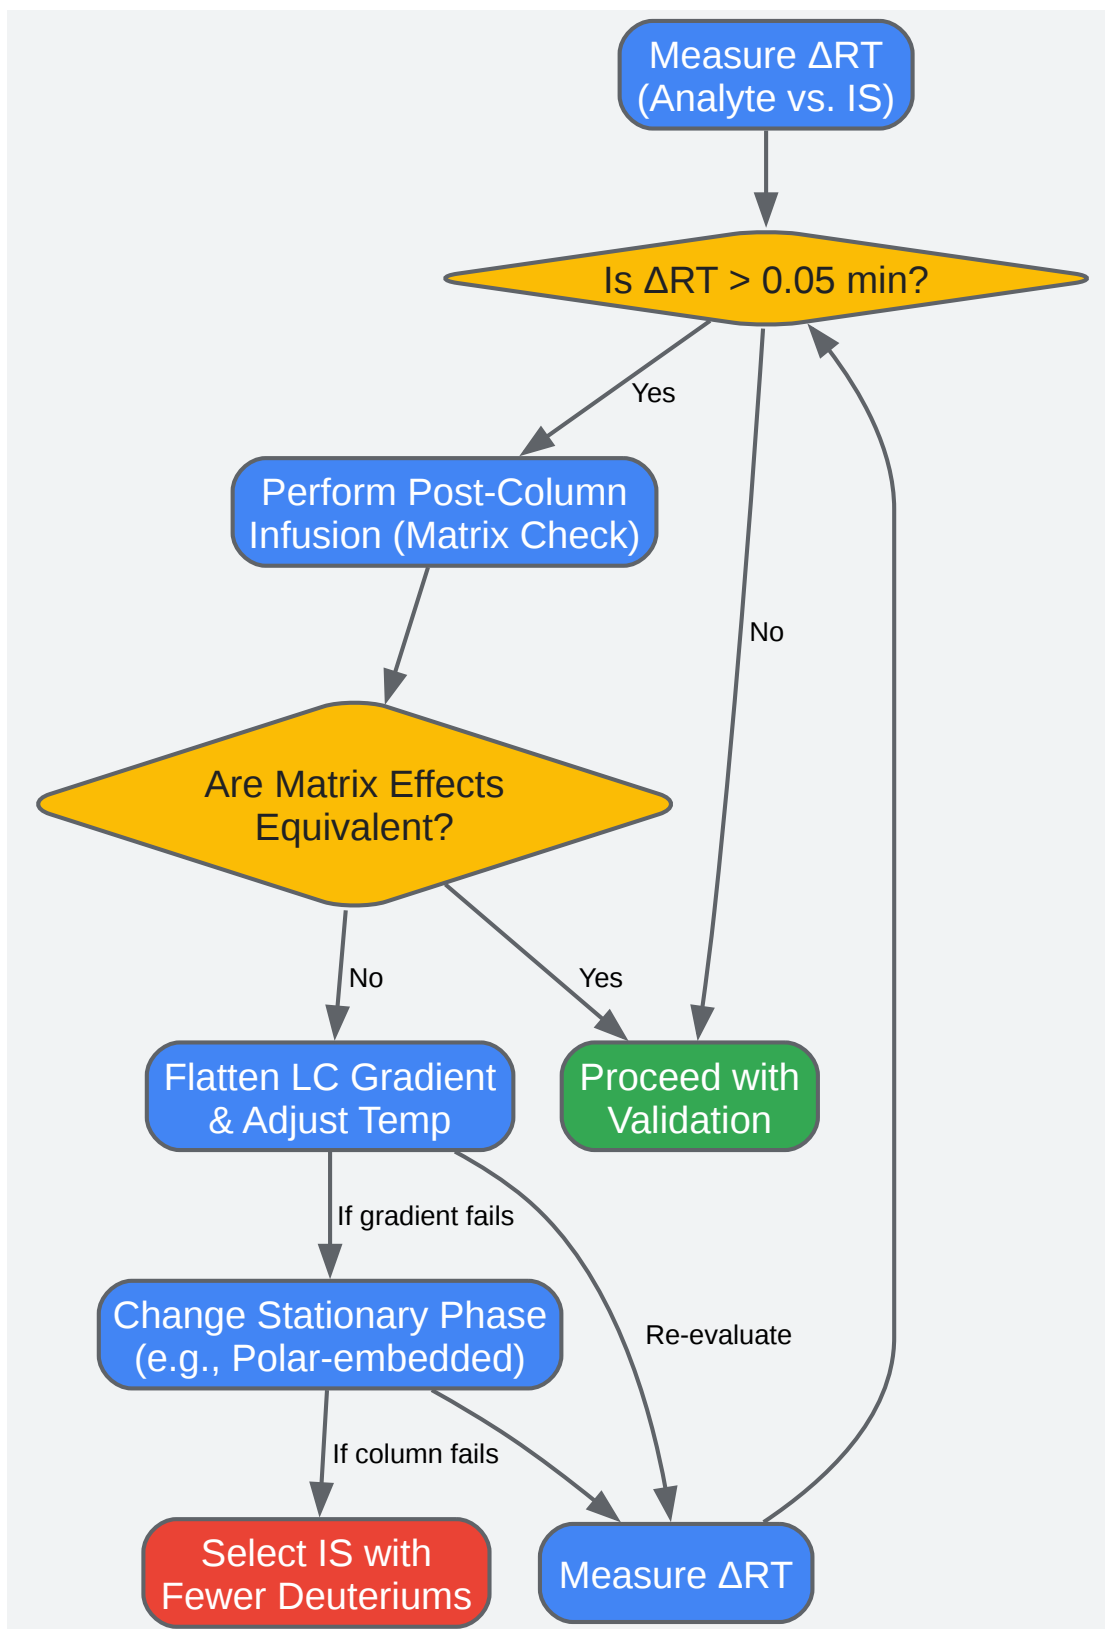 Measure ΔRT
(Analyte vs. IS)
Is ΔRT > 0.05 min?
Yes
Perform Post-Column
Infusion (Matrix Check)
No
Are Matrix Effects
Equivalent?
No
Yes
Flatten LC Gradient
& Adjust Temp
Proceed with
Validation
If gradient fails
Change Stationary Phase
(e.g., Polar-embedded)
Re-evaluate
If column fails
Select IS with
Fewer Deuteriums
Measure ΔRT